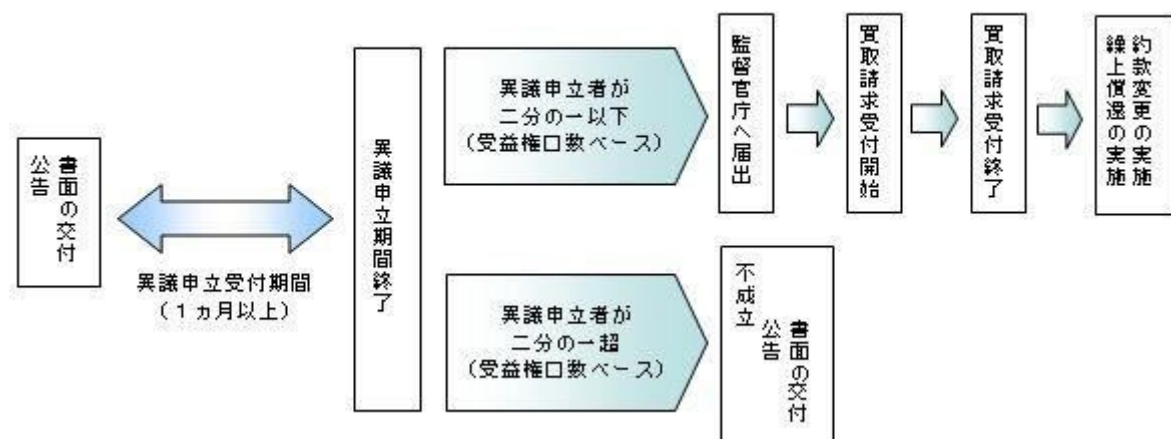 公告
書面の交付
異議申立受付期間
（１ヵ月以上）
異議申立期間終了
異議申立者が
二分の一以下
（受益権口数ベース）
監督官庁へ届出
買取請求受付開始
買取請求受付終了
約款変更の実施
繰上償還の実施
異議申立者が
二分の一超
（受益権口数ベース）
不成立
公告
書面の交付